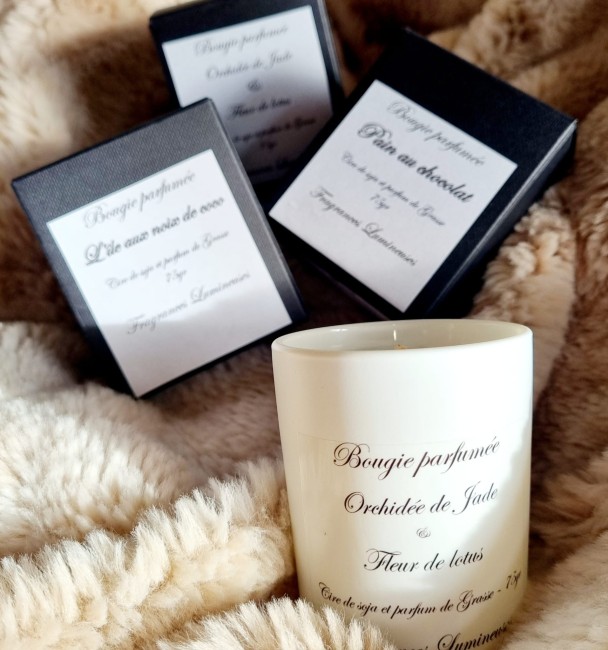 Bougie parfumée
Orchidée de Jade
&
Fleur de lotus
75gr
Bougie parfumée
Pain au chocolat
Cire de soja et parfum de Grasse
75gr
Fragrances Lumineuses
Bougie parfumée
L'île aux noix de coco
Cire de soja et parfum de Grasse
75gr
Fragrances Lumineuses
Bougie parfumée
Orchidée de Jade
&
Fleur de lotus
Cire de soja et parfum de Grasse - 75gr
Lumineuses